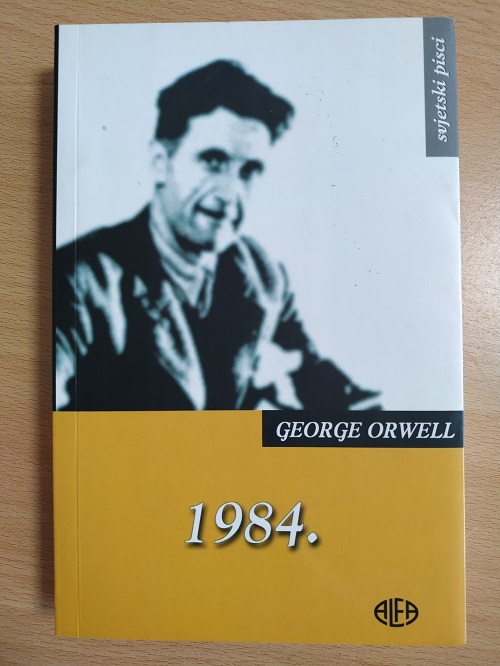 svjetski pisci
GEORGE ORWELL
1984.
ALFA